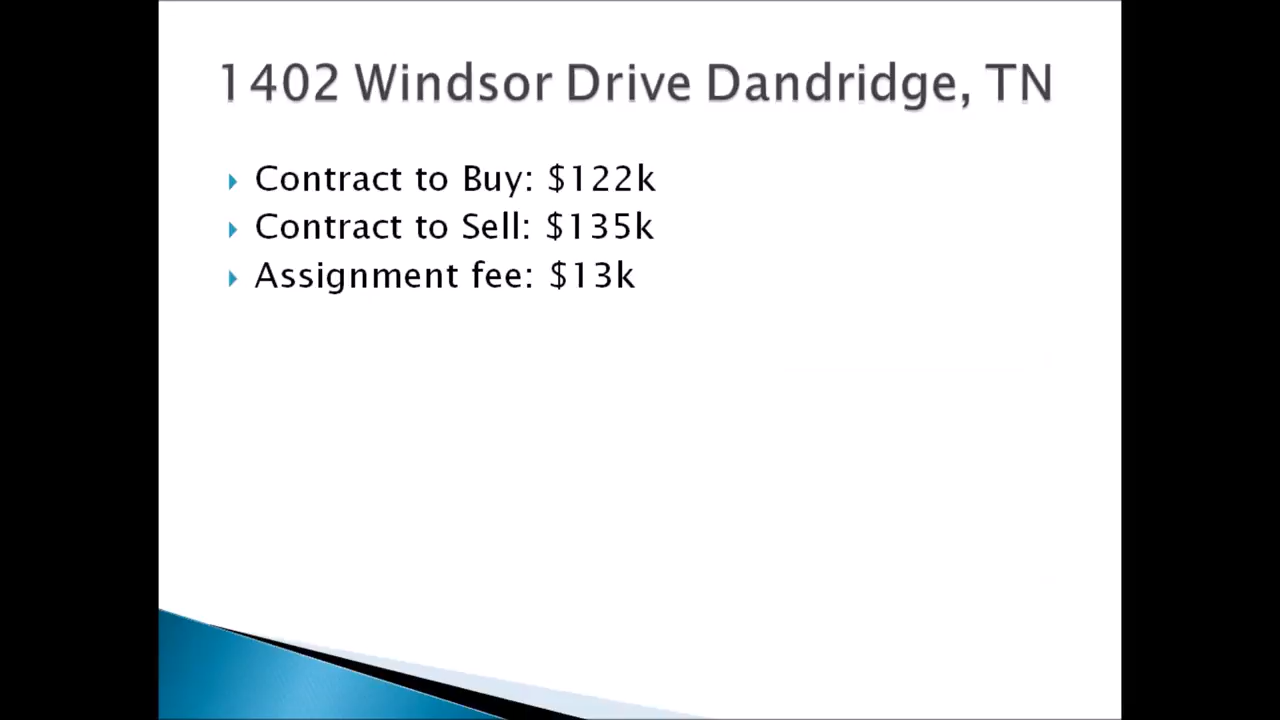 1402 Windsor Drive Dandridge, TN
Contract to Buy: $122k
Contract to Sell: $135k
Assignment fee: $13k